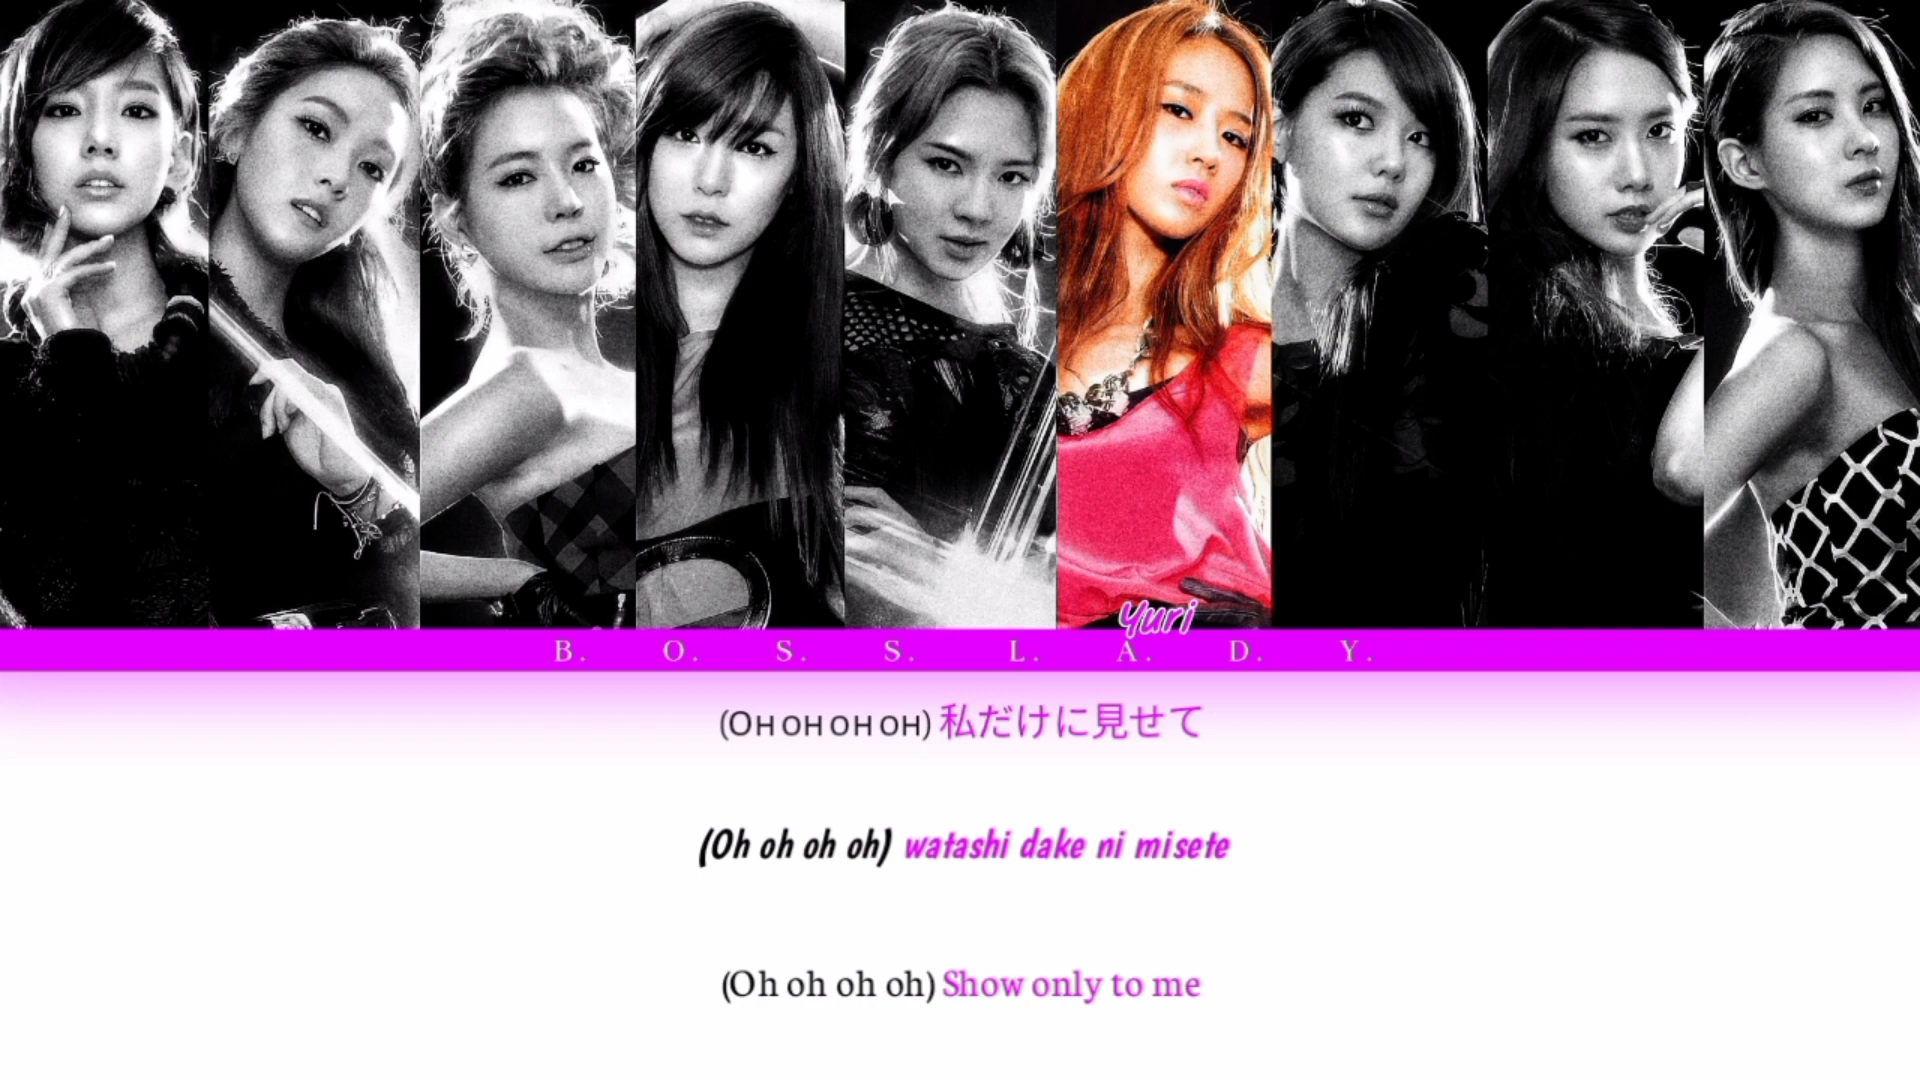 Yuri
B. O. S. S. L. A. D. Y.
(Oh oh oh oh) 私だけに見せて
(Oh oh oh oh) watashi dake ni misete
(Oh oh oh oh) Show only to me